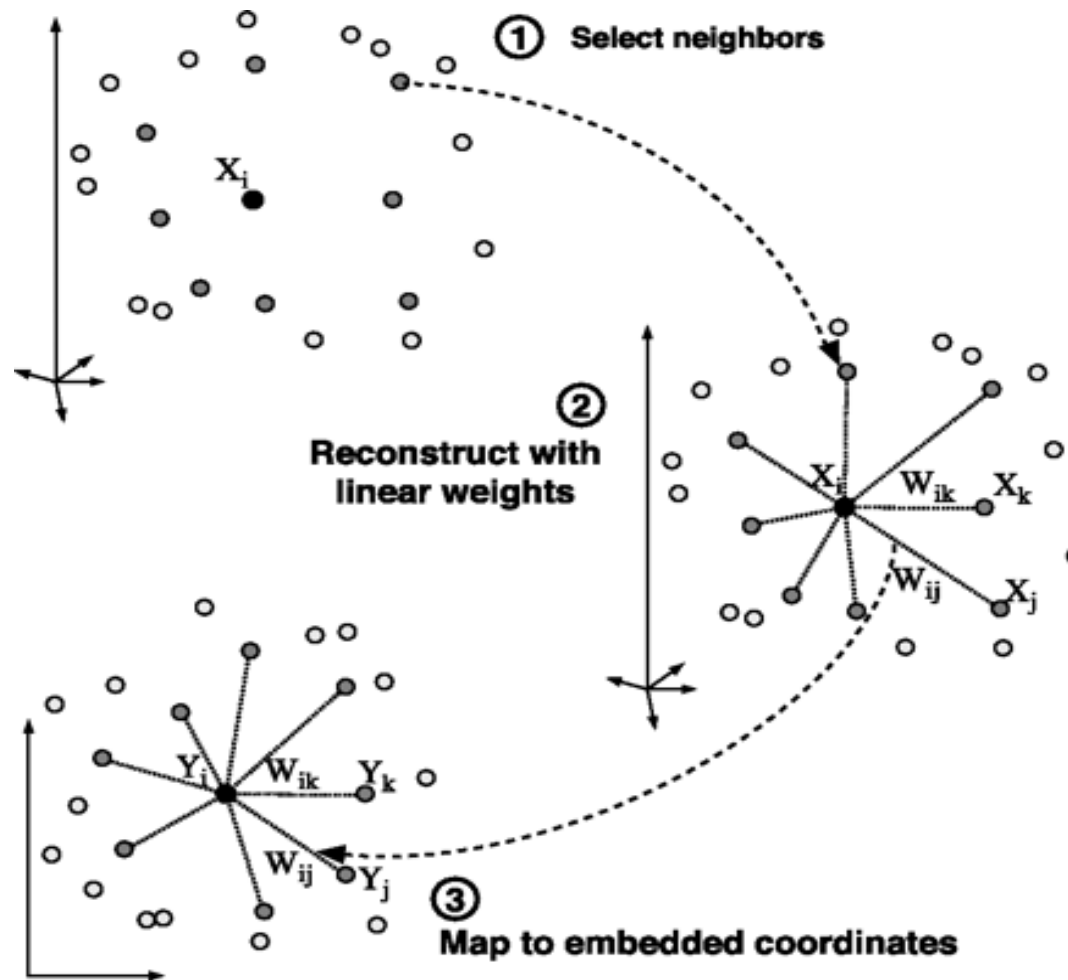 ① Select neighbors
X_i
②
Reconstruct with
linear weights
X_i
W_ik
X_k
W_ij
X_j
Y_i
W_ik
Y_k
W_ij
Y_j
③
Map to embedded coordinates